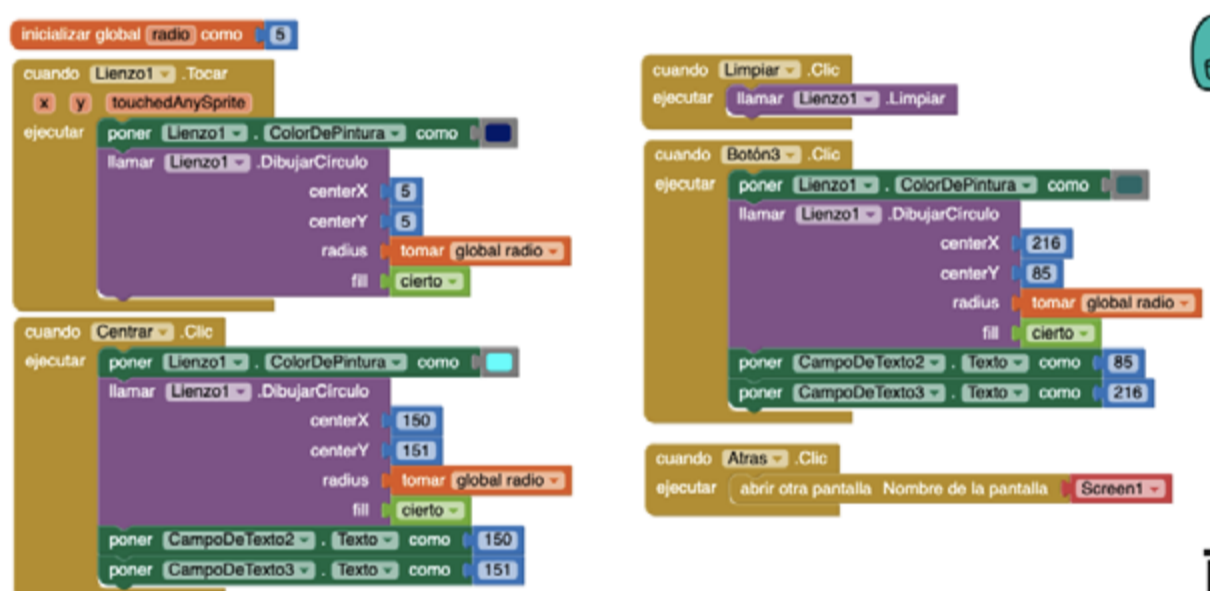 inicializar global radio como 5
cuando Lienzo1 .Tocar
x y touchedAnySprite
ejecutar poner Lienzo1 . ColorDePintura como
llamar Lienzo1 .DibujarCírculo
centerX 5
centerY 5
radius tomar global radio
fill cierto
cuando Centrar .Clic
ejecutar poner Lienzo1 . ColorDePintura como
llamar Lienzo1 .DibujarCírculo
centerX 150
centerY 151
radius tomar global radio
fill cierto
poner CampoDeTexto2 . Texto como 150
poner CampoDeTexto3 . Texto como 151
cuando Limpiar .Clic
ejecutar llamar Lienzo1 .Limpiar
cuando Botón3 .Clic
ejecutar poner Lienzo1 . ColorDePintura como
llamar Lienzo1 .DibujarCírculo
centerX 216
centerY 85
radius tomar global radio
fill cierto
poner CampoDeTexto2 . Texto como 85
poner CampoDeTexto3 . Texto como 216
cuando Atras .Clic
ejecutar abrir otra pantalla Nombre de la pantalla Screen1